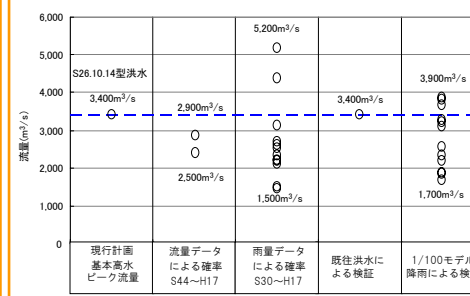 6,000
5,000
4,000
3,000
2,000
1,000
0
流量(m³/s)
S26.10.14型洪水
3,400m³/s
2,900m³/s
2,500m³/s
5,200m³/s
1,500m³/s
3,400m³/s
3,900m³/s
1,700m³/s
現行計画
基本高水
ピーク流量
流量データ
による確率
S44～H17
雨量データ
による確率
S30～H17
既往洪水に
よる検証
1/100モデル
降雨による検